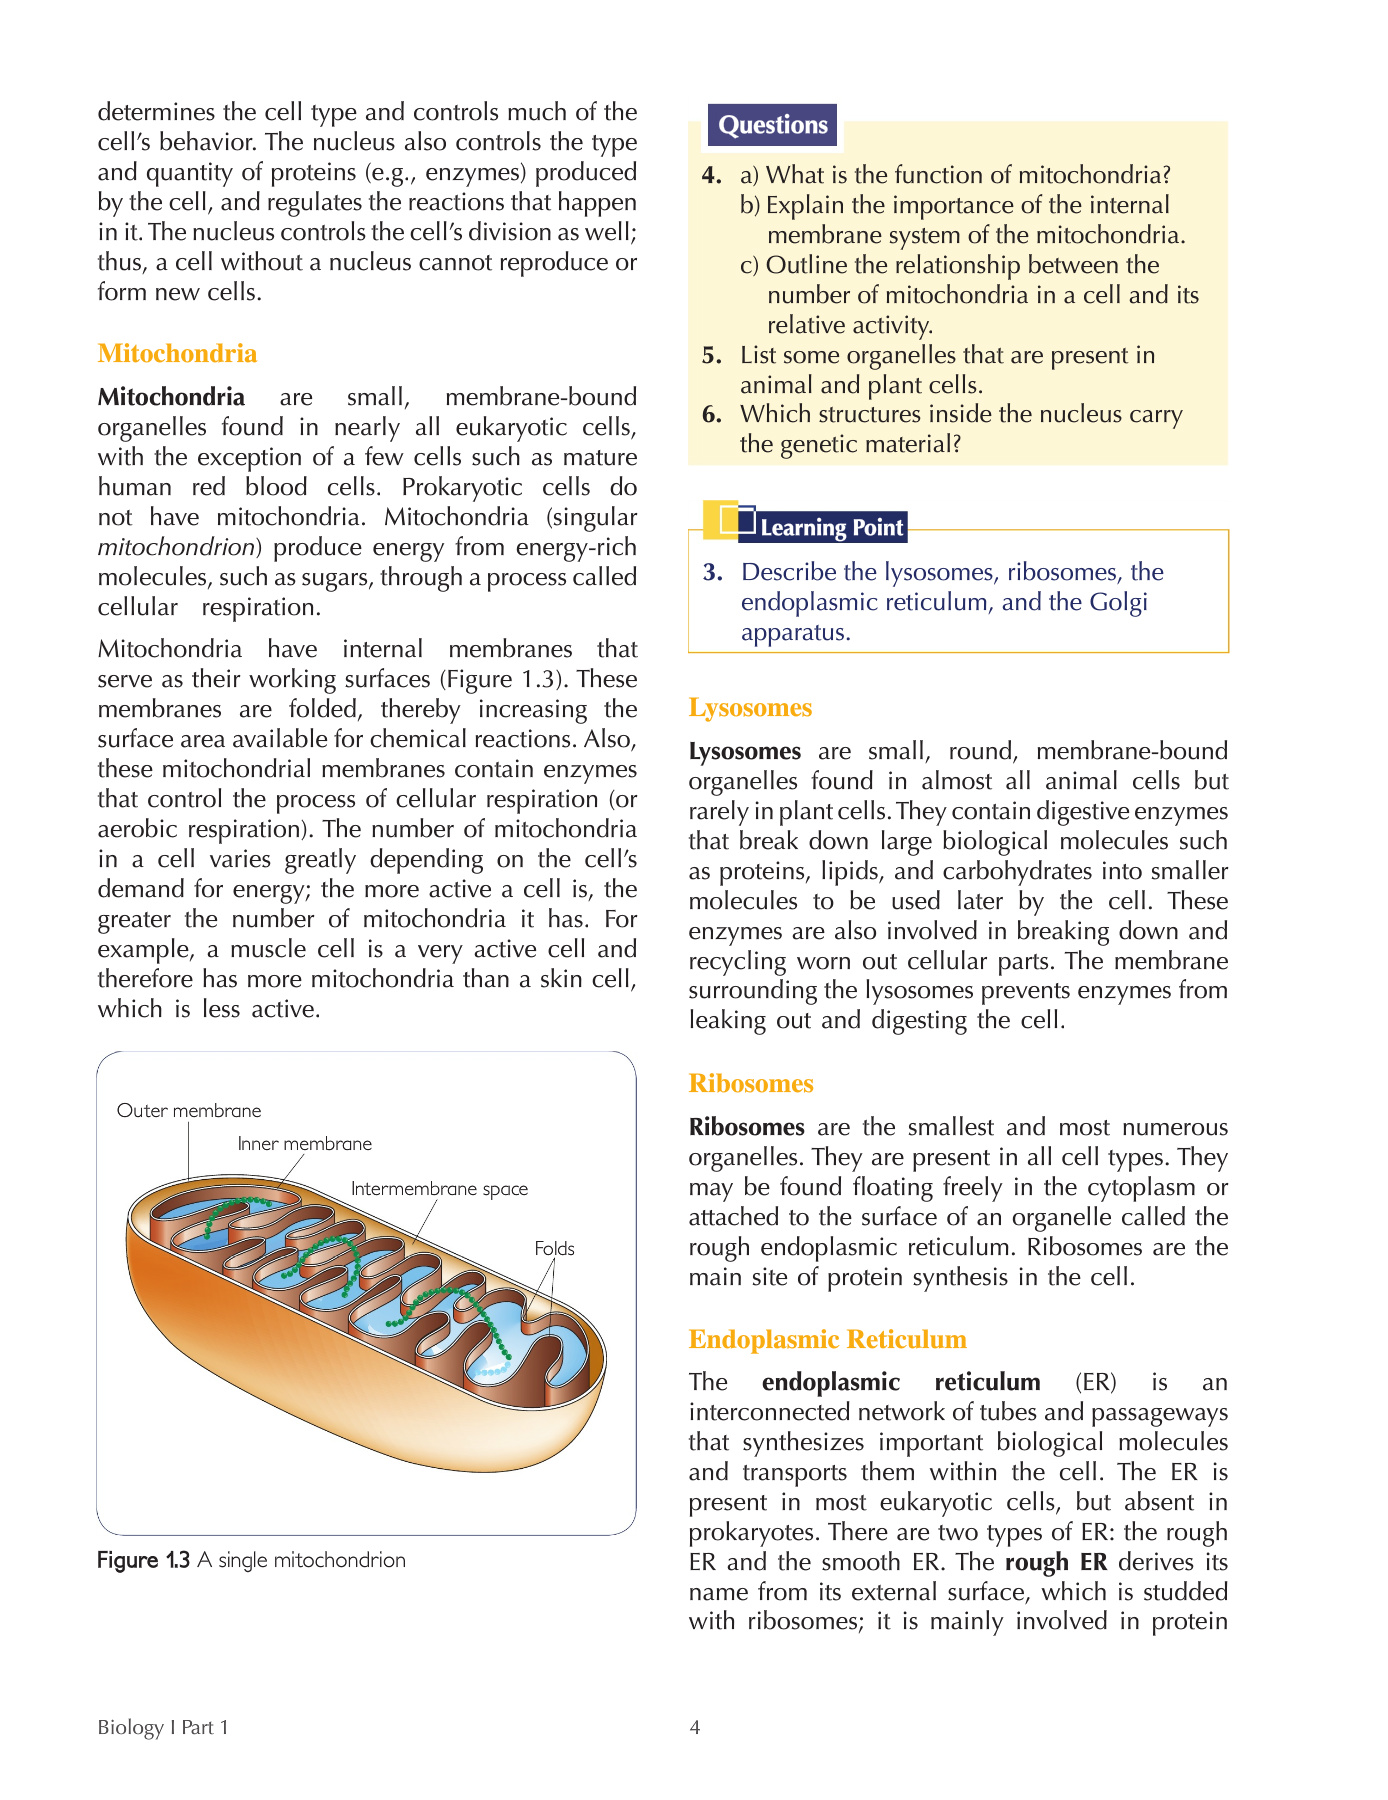 determines the cell type and controls much of the
cell's behavior. The nucleus also controls the type
and quantity of proteins (e.g., enzymes) produced
by the cell, and regulates the reactions that happen
in it. The nucleus controls the cell's division as well;
thus, a cell without a nucleus cannot reproduce or
form new cells.
Mitochondria
Mitochondria are small, membrane-bound
organelles found in nearly all eukaryotic cells,
with the exception of a few cells such as mature
human red blood cells. Prokaryotic cells do
not have mitochondria. Mitochondria (singular
mitochondrion) produce energy from energy-rich
molecules, such as sugars, through a process called
cellular respiration.
Mitochondria have internal membranes that
serve as their working surfaces (Figure 1.3). These
membranes are folded, thereby increasing the
surface area available for chemical reactions. Also,
these mitochondrial membranes contain enzymes
that control the process of cellular respiration (or
aerobic respiration). The number of mitochondria
in a cell varies greatly depending on the cell's
demand for energy; the more active a cell is, the
greater the number of mitochondria it has. For
example, a muscle cell is a very active cell and
therefore has more mitochondria than a skin cell,
which is less active.
Outer membrane
Inner membrane
Intermembrane space
Folds
Figure 1.3 A single mitochondrion
Questions
4. a) What is the function of mitochondria?
b) Explain the importance of the internal
membrane system of the mitochondria.
c) Outline the relationship between the
number of mitochondria in a cell and its
relative activity.
5. List some organelles that are present in
animal and plant cells.
6. Which structures inside the nucleus carry
the genetic material?
Learning Point
3. Describe the lysosomes, ribosomes, the
endoplasmic reticulum, and the Golgi
apparatus.
Lysosomes
Lysosomes are small, round, membrane-bound
organelles found in almost all animal cells but
rarely in plant cells. They contain digestive enzymes
that break down large biological molecules such
as proteins, lipids, and carbohydrates into smaller
molecules to be used later by the cell. These
enzymes are also involved in breaking down and
recycling worn out cellular parts. The membrane
surrounding the lysosomes prevents enzymes from
leaking out and digesting the cell.
Ribosomes
Ribosomes are the smallest and most numerous
organelles. They are present in all cell types. They
may be found floating freely in the cytoplasm or
attached to the surface of an organelle called the
rough endoplasmic reticulum. Ribosomes are the
main site of protein synthesis in the cell.
Endoplasmic Reticulum
The endoplasmic reticulum (ER) is an
interconnected network of tubes and passageways
that synthesizes important biological molecules
and transports them within the cell. The ER is
present in most eukaryotic cells, but absent in
prokaryotes. There are two types of ER: the rough
ER and the smooth ER. The rough ER derives its
name from its external surface, which is studded
with ribosomes; it is mainly involved in protein
Biology I Part 1
4